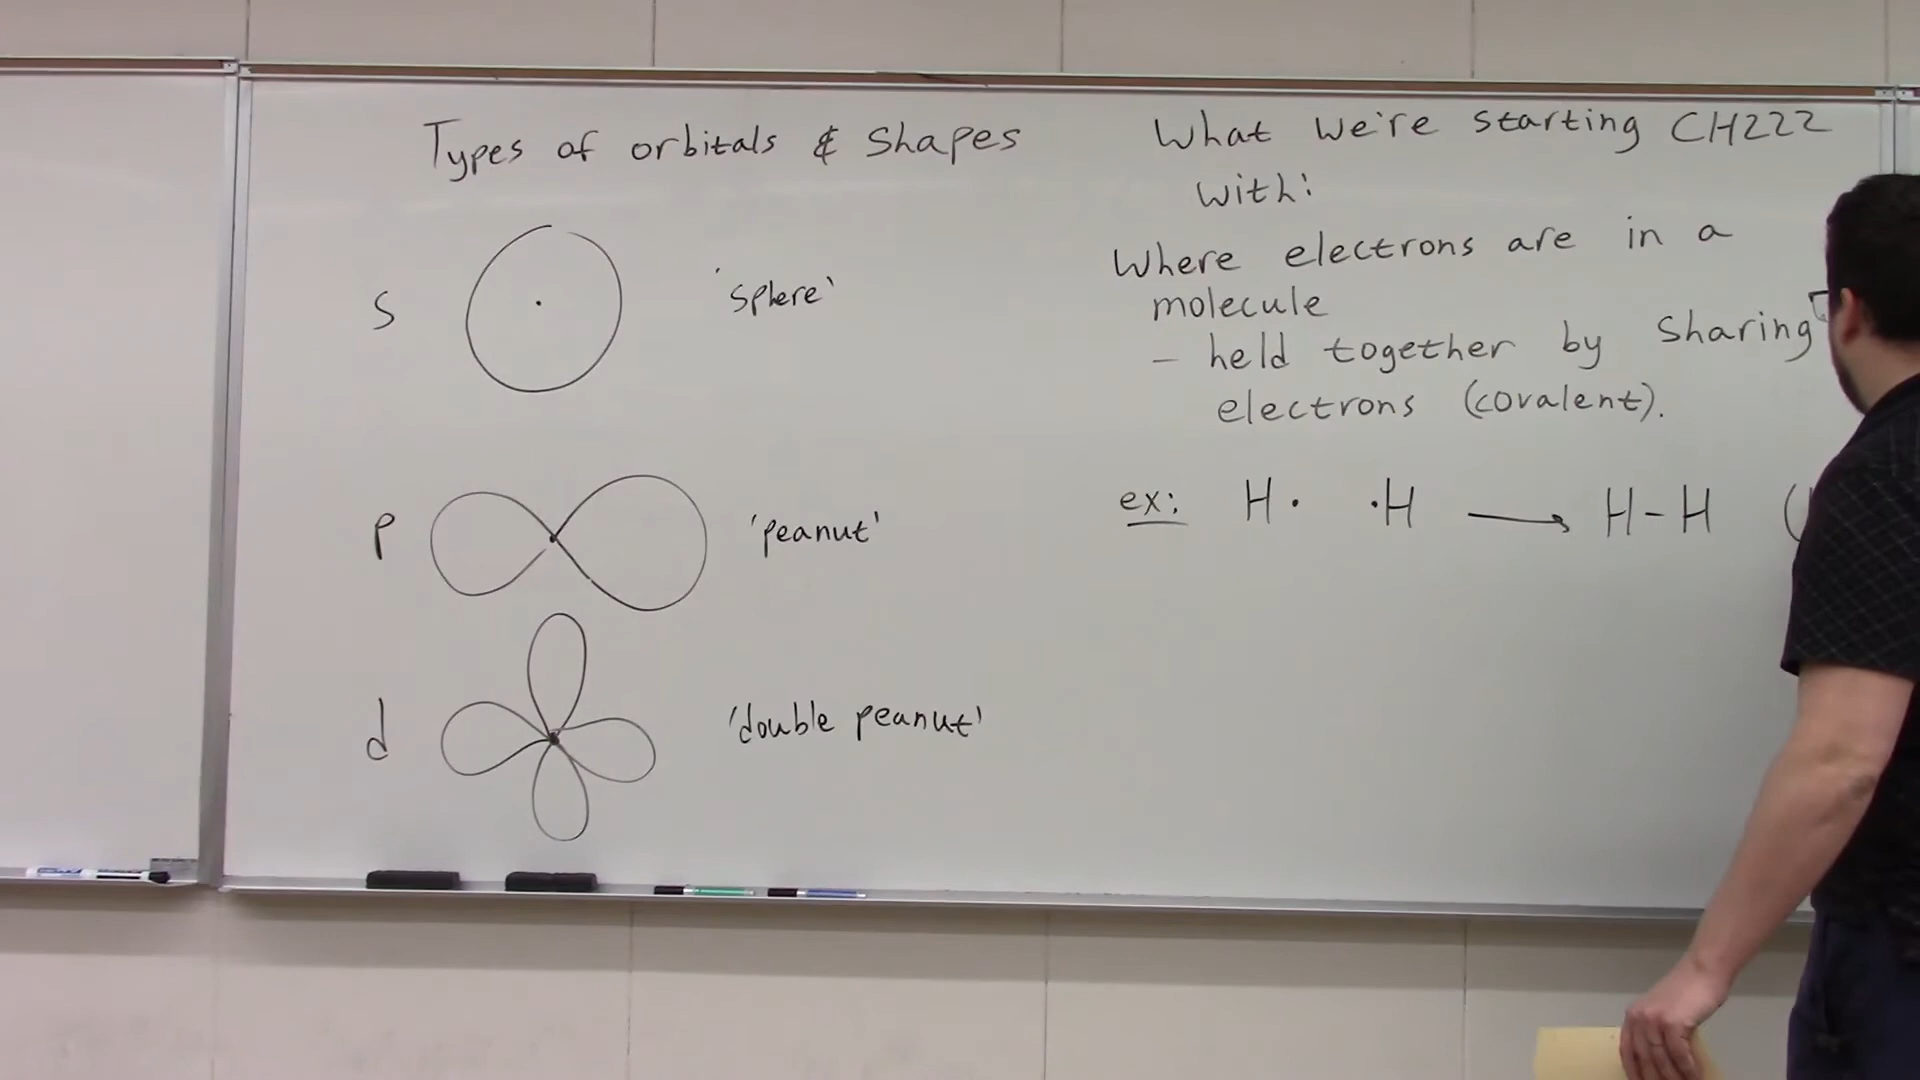 Types of orbitals & Shapes
S 'sphere'
P 'peanut'
d 'double peanut'
What we're starting CH222
with:
Where electrons are in a
molecule
- held together by sharing
electrons (covalent).
ex: H· ·H → H-H (